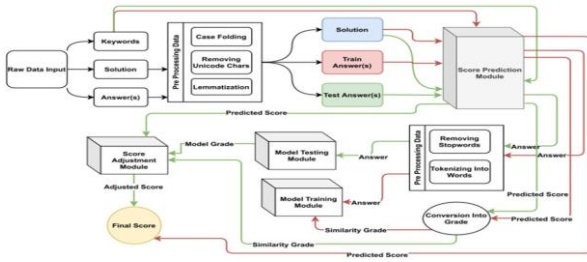 Raw Data Input
Keywords
Solution
Answer(s)
Pre Processing Data
Case Folding
Removing
Unicode Chars
Lemmatization
Solution
Train
Answer(s)
Test Answer(s)
Score Prediction
Module
Predicted Score
Score
Adjustment
Module
Model Grade
Model Testing
Module
Answer
Pre Processing Data
Removing
Stopwords
Tokenizing Into
Words
Answer
Answer
Adjusted Score
Model Training
Module
Answer
Predicted Score
Final Score
Similarity Grade
Conversion Into
Grade
Predicted Score
Similarity Grade
Predicted Score